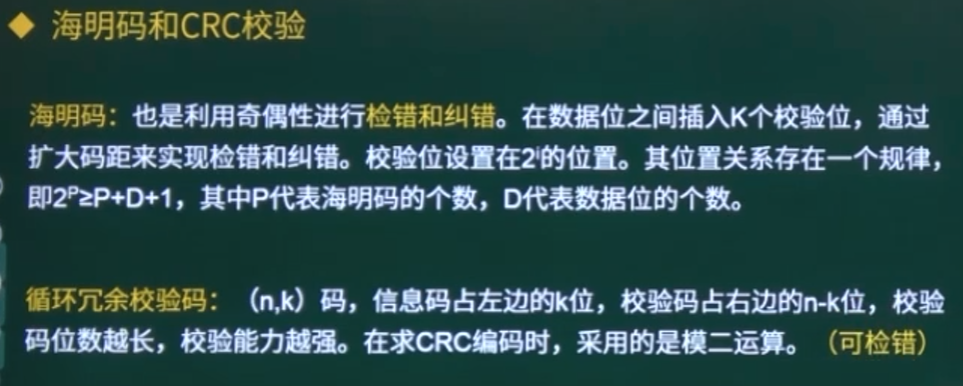 ◆ 海明码和CRC校验
海明码：也是利用奇偶性进行检错和纠错。在数据位之间插入K个校验位，通过
扩大码距来实现检错和纠错。校验位设置在2ⁱ的位置。其位置关系存在一个规律，
即2ᴾ≥P+D+1，其中P代表海明码的个数，D代表数据位的个数。
循环冗余校验码：（n,k）码，信息码占左边的k位，校验码占右边的n-k位，校验
码位数越长，校验能力越强。在求CRC编码时，采用的是模二运算。（可检错）